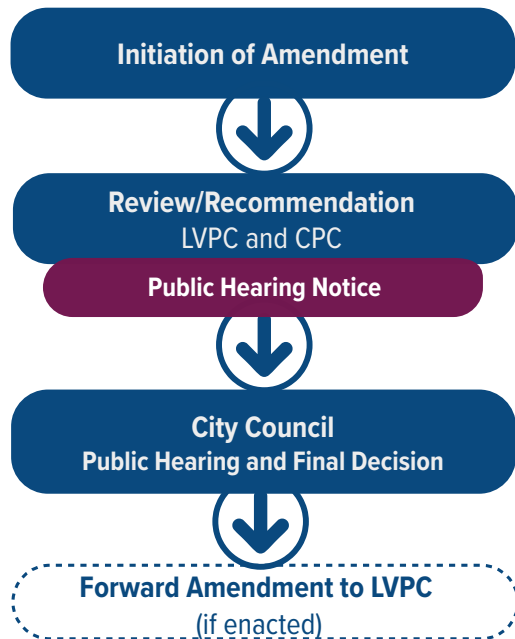 Initiation of Amendment
Review/Recommendation
LVPC and CPC
Public Hearing Notice
City Council
Public Hearing and Final Decision
Forward Amendment to LVPC
(if enacted)